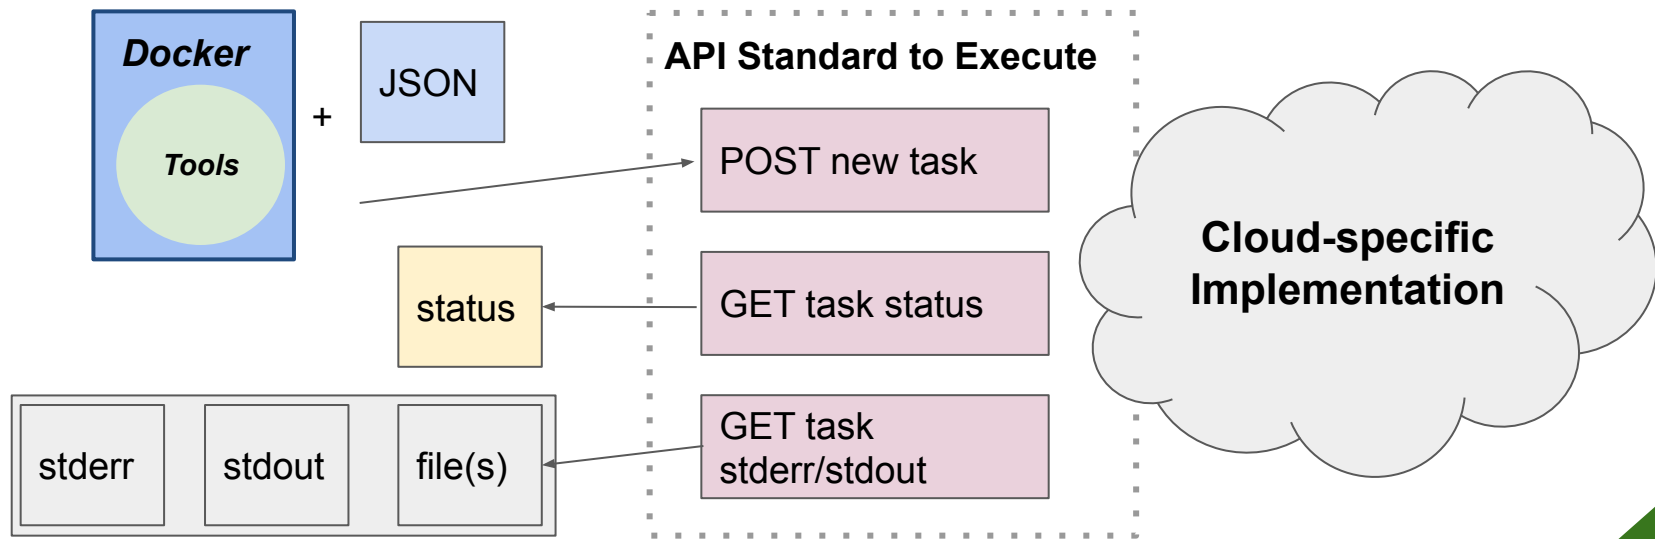 Docker
Tools
+
JSON
API Standard to Execute
POST new task
Cloud-specific
Implementation
status
GET task status
stderr
stdout
file(s)
GET task
stderr/stdout